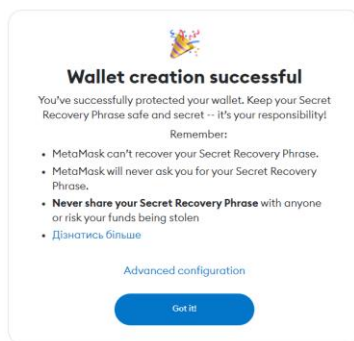 Wallet creation successful
You've successfully protected your wallet. Keep your Secret
Recovery Phrase safe and secret -- it's your responsibility!
Remember:
• MetaMask can't recover your Secret Recovery Phrase.
• MetaMask will never ask you for your Secret Recovery
Phrase.
• Never share your Secret Recovery Phrase with anyone
or risk your funds being stolen
• Дізнатись більше
Advanced configuration
Got it!